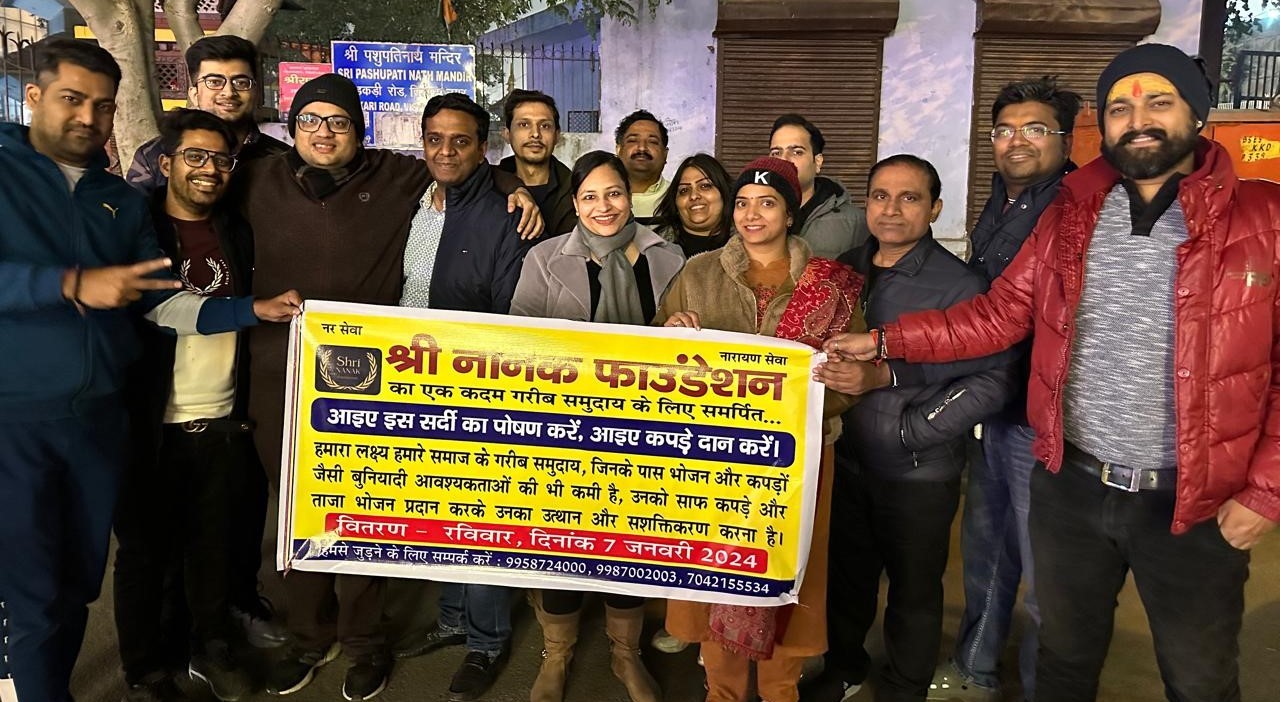 श्री पशुपतिनाथ मन्दिर
SRI PASHUPATI NATH MANDIR
K
नर सेवा
नारायण सेवा
Shri
NANAK
श्री नानक फाउंडेशन
का एक कदम गरीब समुदाय के लिए समर्पित...
आइए इस सर्दी का पोषण करें, आइए कपड़े दान करें।
हमारा लक्ष्य हमारे समाज के गरीब समुदाय, जिनके पास भोजन और कपड़ों
जैसी बुनियादी आवश्यकताओं की भी कमी है, उनको साफ कपड़े और
ताजा भोजन प्रदान करके उनका उत्थान और सशक्तिकरण करना है।
वितरण - रविवार, दिनांक 7 जनवरी 2024
हमसे जुड़ने के लिए सम्पर्क करें : 9958724000, 9987002003, 7042155534